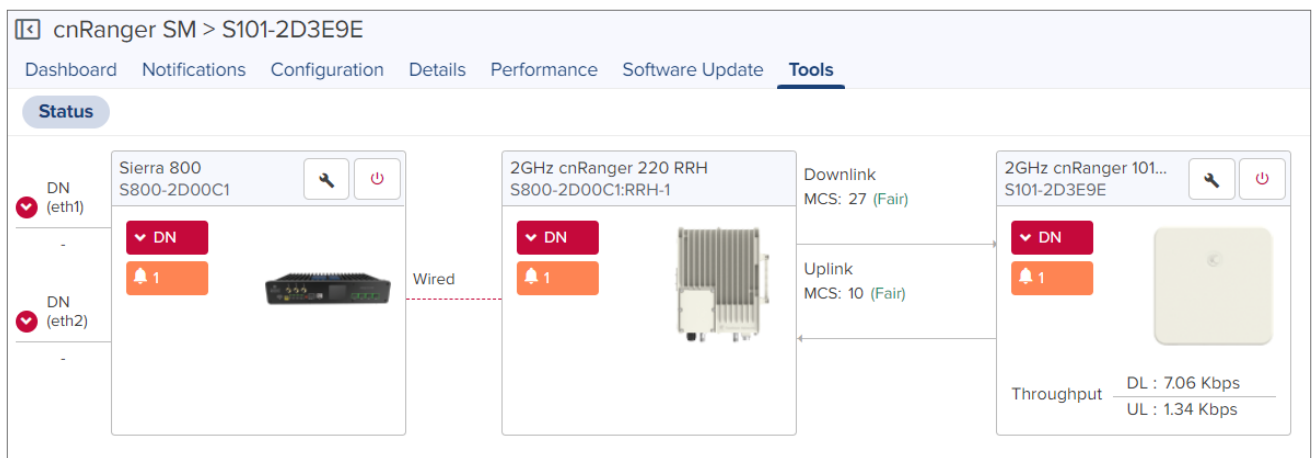 cnRanger SM > S101-2D3E9E
Dashboard Notifications Configuration Details Performance Software Update Tools
Status
DN
(eth1)
-
DN
(eth2)
-
Sierra 800
S800-2D00C1
DN
1
Wired
2GHz cnRanger 220 RRH
S800-2D00C1:RRH-1
DN
1
Downlink
MCS: 27 (Fair)
Uplink
MCS: 10 (Fair)
2GHz cnRanger 101...
S101-2D3E9E
DN
1
Throughput
DL : 7.06 Kbps
UL : 1.34 Kbps